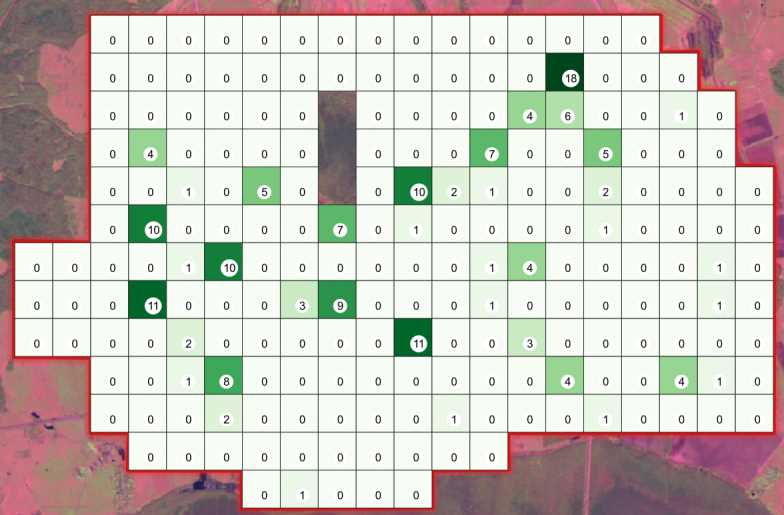 0 0 0 0 0 0 0 0 0 0 0 0 0 0 0
0 0 0 0 0 0 0 0 0 0 0 0 18 0 0 0
0 0 0 0 0 0 0 0 0 0 4 6 0 0 1 0
0 4 0 0 0 0 0 0 0 7 0 0 5 0 0 0
0 0 1 0 5 0 0 10 2 1 0 0 2 0 0 0 0
0 10 0 0 0 0 7 0 1 0 0 0 0 1 0 0 0 0
0 0 0 0 1 10 0 0 0 0 0 0 1 4 0 0 0 0 1 0
0 0 0 11 0 0 0 3 9 0 0 0 1 0 0 0 0 0 1 0
0 0 0 0 2 0 0 0 0 0 11 0 0 3 0 0 0 0 0 0
0 0 1 8 0 0 0 0 0 0 0 0 4 0 0 4 1 0
0 0 0 2 0 0 0 0 0 1 0 0 0 1 0 0 0 0
0 0 0 0 0 0 0 0 0 0
0 1 0 0 0